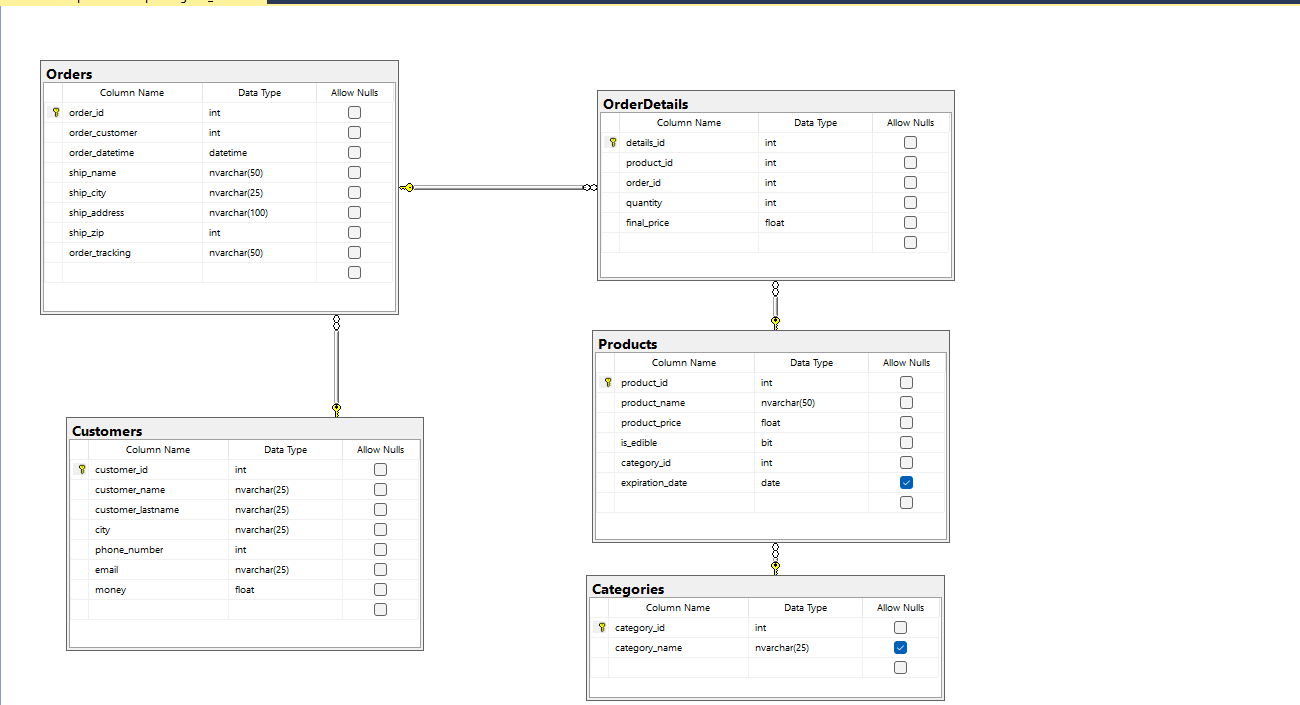 Orders
Column Name Data Type Allow Nulls
order_id int
order_customer int
order_datetime datetime
ship_name nvarchar(50)
ship_city nvarchar(25)
ship_address nvarchar(100)
ship_zip int
order_tracking nvarchar(50)
OrderDetails
Column Name Data Type Allow Nulls
details_id int
product_id int
order_id int
quantity int
final_price float
Customers
Column Name Data Type Allow Nulls
customer_id int
customer_name nvarchar(25)
customer_lastname nvarchar(25)
city nvarchar(25)
phone_number int
email nvarchar(25)
money float
Products
Column Name Data Type Allow Nulls
product_id int
product_name nvarchar(50)
product_price float
is_edible bit
category_id int
expiration_date date
Categories
Column Name Data Type Allow Nulls
category_id int
category_name nvarchar(25)